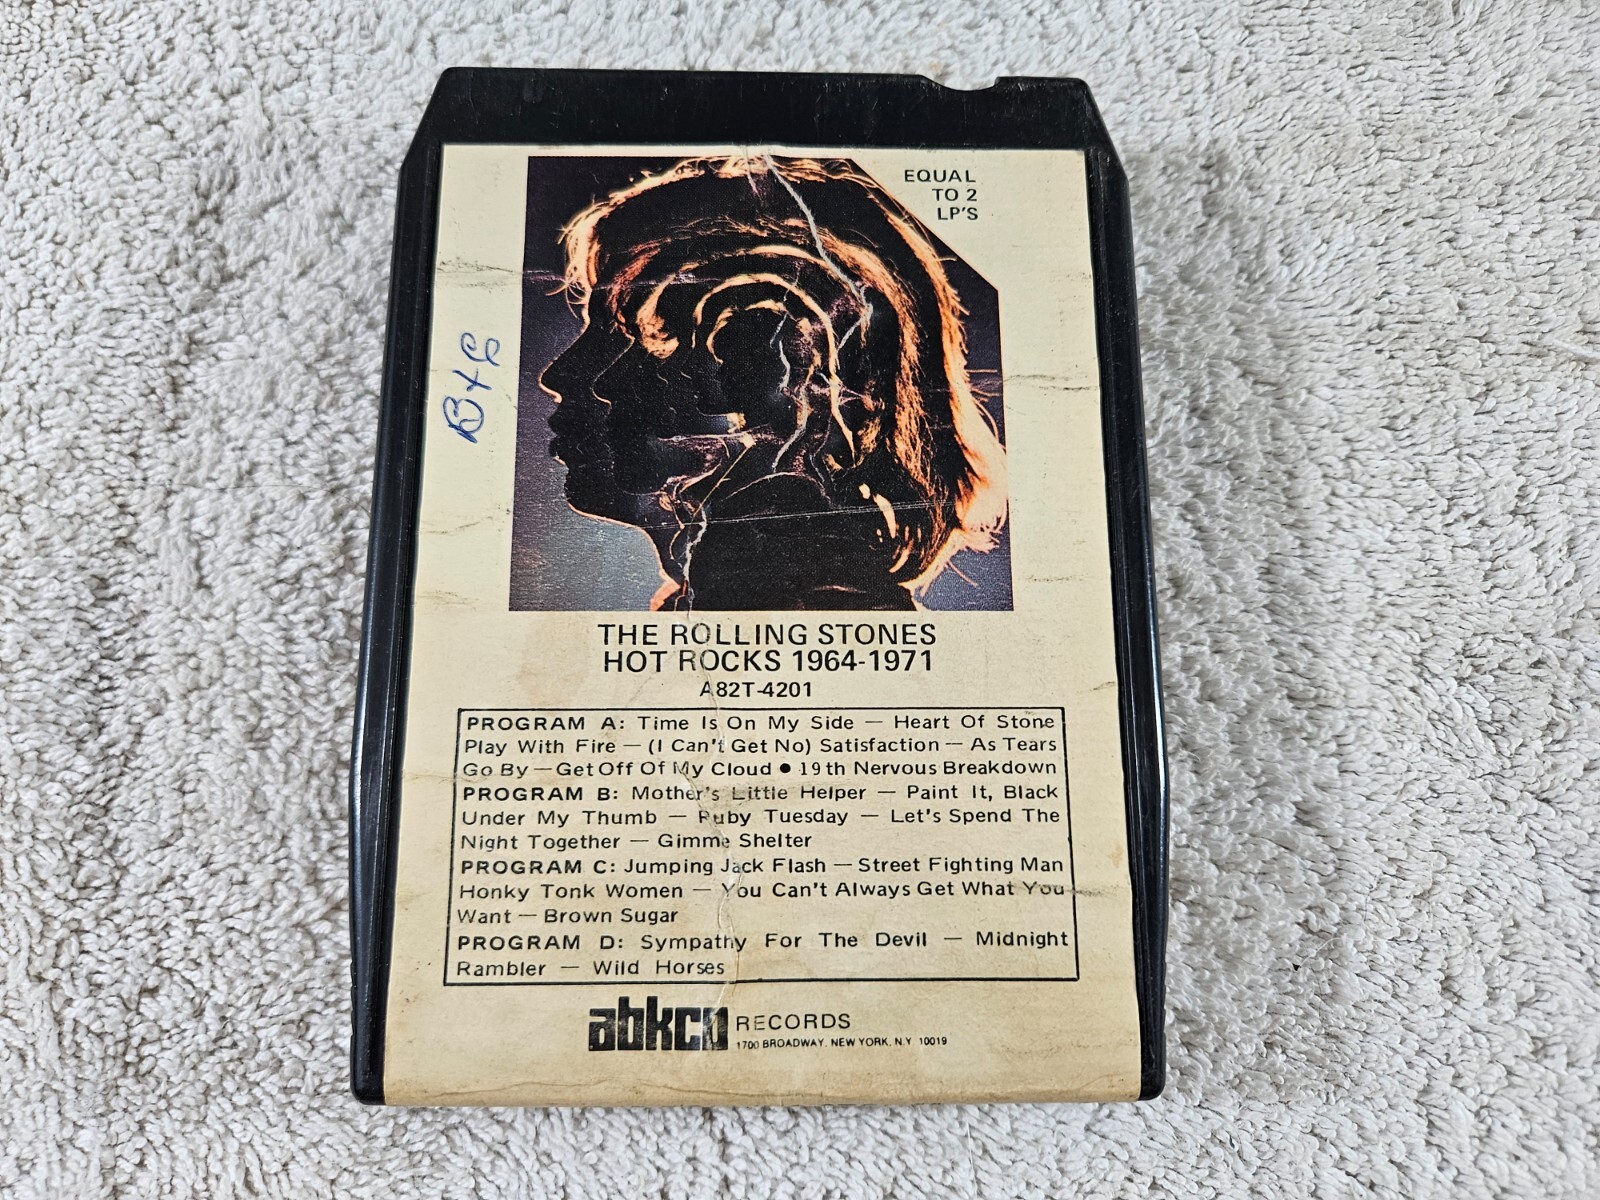 EQUAL
TO 2
LP'S
THE ROLLING STONES
HOT ROCKS 1964-1971
A82T-4201
PROGRAM A: Time Is On My Side — Heart Of Stone
Play With Fire — (I Can't Get No) Satisfaction — As Tears
Go By — Get Off Of My Cloud ● 19th Nervous Breakdown
PROGRAM B: Mother's Little Helper — Paint It, Black
Under My Thumb — Ruby Tuesday — Let's Spend The
Night Together — Gimme Shelter
PROGRAM C: Jumping Jack Flash — Street Fighting Man
Honky Tonk Women — You Can't Always Get What You
Want — Brown Sugar
PROGRAM D: Sympathy For The Devil — Midnight
Rambler — Wild Horses
abkco RECORDS
1700 BROADWAY, NEW YORK, N.Y. 10019